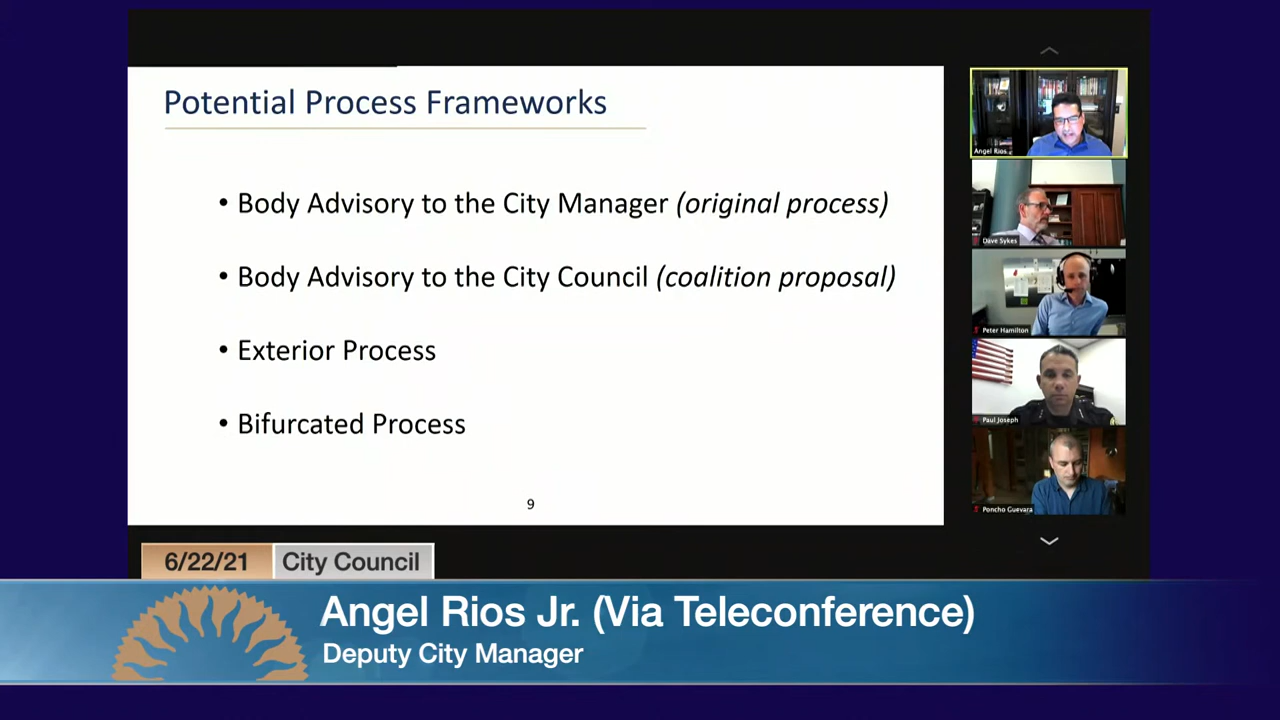 Potential Process Frameworks
• Body Advisory to the City Manager (original process)
• Body Advisory to the City Council (coalition proposal)
• Exterior Process
• Bifurcated Process
9
Angel Rios
Dave Sykes
Peter Hamilton
Paul Joseph
Poncho Guevara
6/22/21
City Council
Angel Rios Jr. (Via Teleconference)
Deputy City Manager